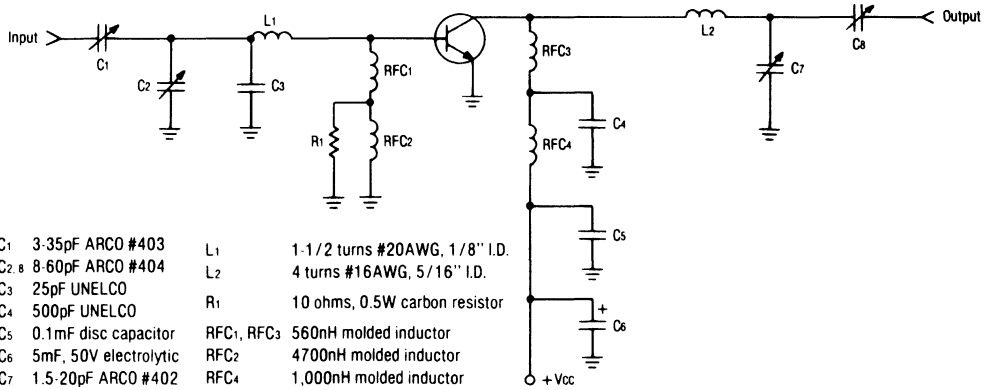 L1
Input
Output
C1
L2
C8
RFC3
RFC1
C2
C3
C7
C4
R1
RFC2
RFC4
C5
+
C6
+ VCC
C1 3-35pF ARCO #403
C2, 8 8-60pF ARCO #404
C3 25pF UNELCO
C4 500pF UNELCO
C5 0.1mF disc capacitor
C6 5mF, 50V electrolytic
C7 1.5-20pF ARCO #402
L1 1-1/2 turns #20AWG, 1/8" I.D.
L2 4 turns #16AWG, 5/16" I.D.
R1 10 ohms, 0.5W carbon resistor
RFC1, RFC3 560nH molded inductor
RFC2 4700nH molded inductor
RFC4 1,000nH molded inductor